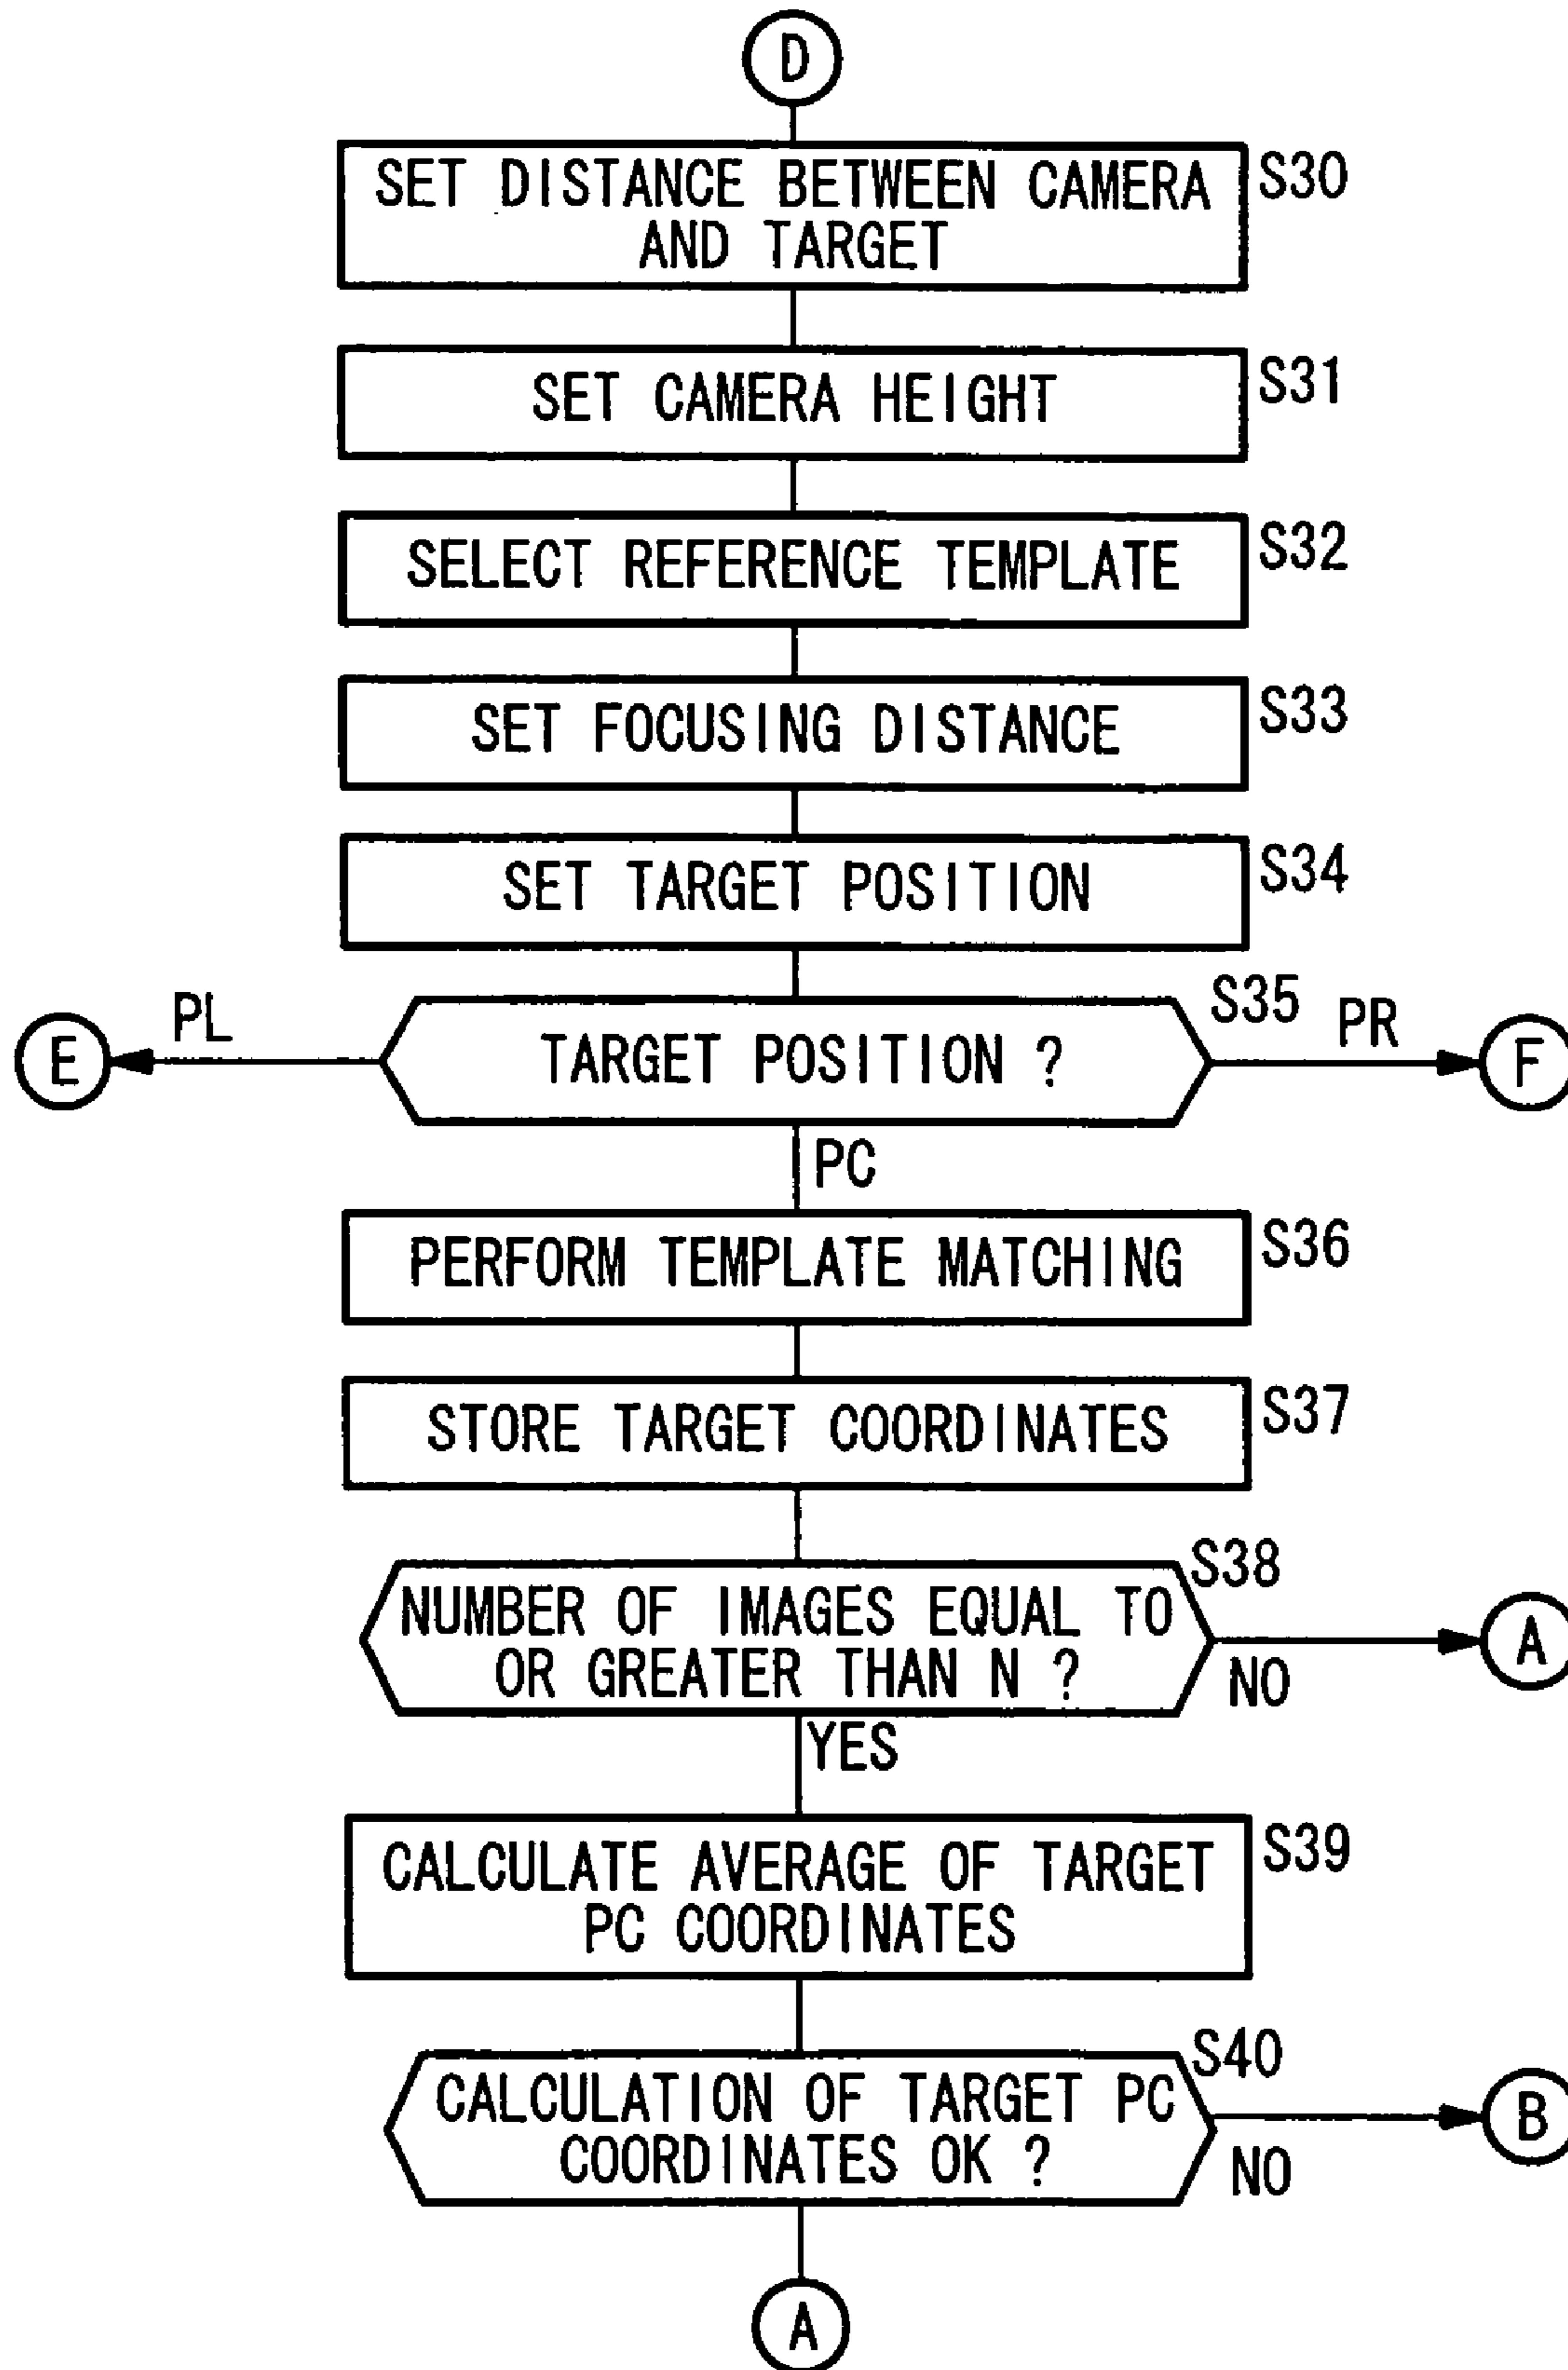 D
SET DISTANCE BETWEEN CAMERA
AND TARGET
S30
SET CAMERA HEIGHT
S31
SELECT REFERENCE TEMPLATE
S32
SET FOCUSING DISTANCE
S33
SET TARGET POSITION
S34
E
PL
TARGET POSITION ?
S35
PR
F
PC
PERFORM TEMPLATE MATCHING
S36
STORE TARGET COORDINATES
S37
NUMBER OF IMAGES EQUAL TO
OR GREATER THAN N ?
S38
NO
A
YES
CALCULATE AVERAGE OF TARGET
PC COORDINATES
S39
CALCULATION OF TARGET PC
COORDINATES OK ?
S40
NO
B
A